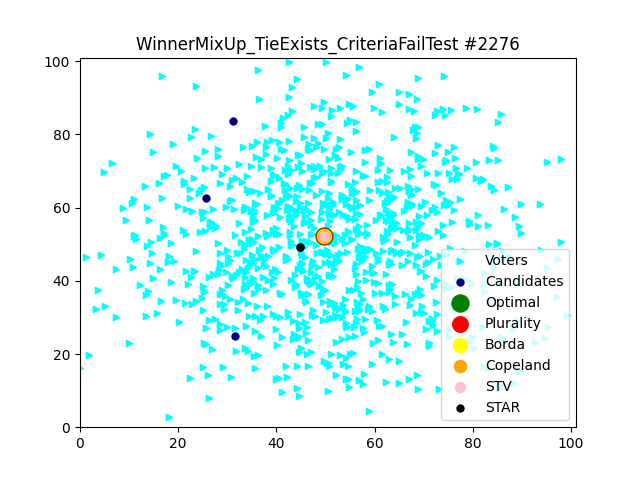 WinnerMixUp_TieExists_CriteriaFailTest #2276
100
80
60
40
20
0
0 20 40 60 80 100
Voters
Candidates
Optimal
Plurality
Borda
Copeland
STV
STAR